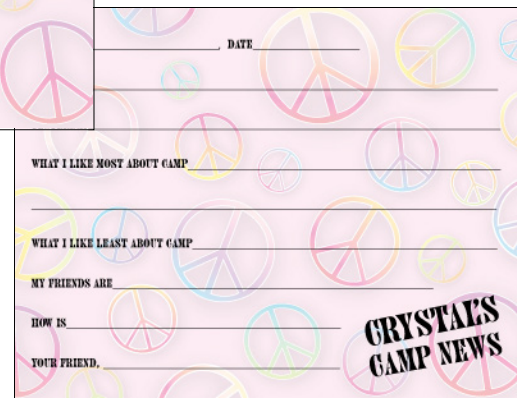 , DATE
WHAT I LIKE MOST ABOUT CAMP
WHAT I LIKE LEAST ABOUT CAMP
MY FRIENDS ARE
HOW IS
YOUR FRIEND,
CRYSTAL'S
CAMP NEWS